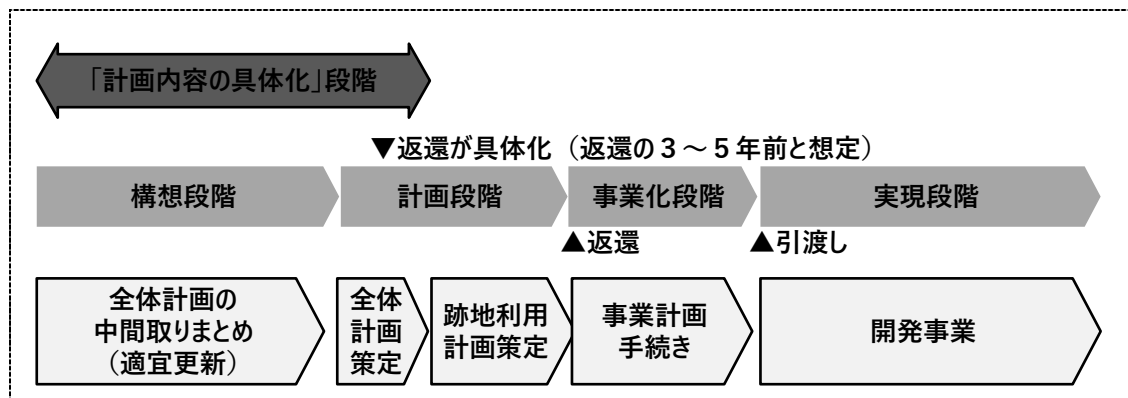 「計画内容の具体化」段階
▼返還が具体化（返還の３～５年前と想定）
構想段階
計画段階
事業化段階
実現段階
▲返還
▲引渡し
全体計画の
中間取りまとめ
（適宜更新）
全体
計画
策定
跡地利用
計画策定
事業計画
手続き
開発事業